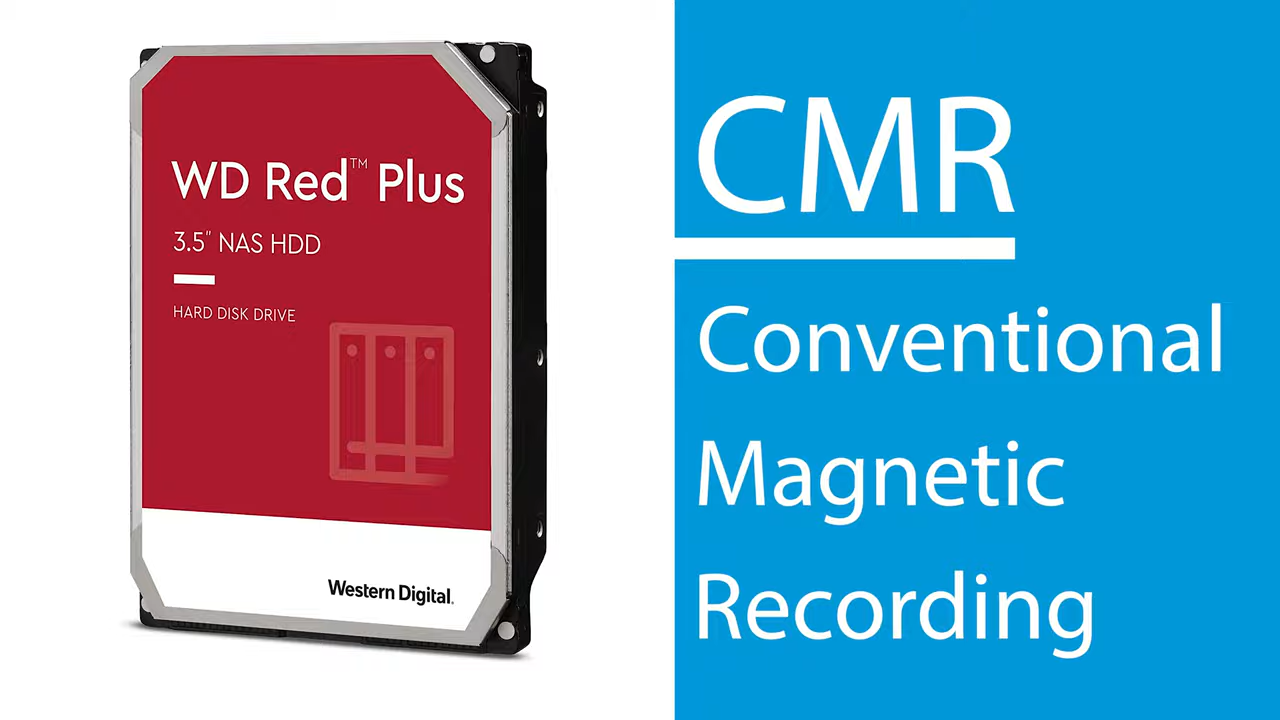 WD Red™ Plus
3.5" NAS HDD
HARD DISK DRIVE
Western Digital.
CMR
Conventional
Magnetic
Recording